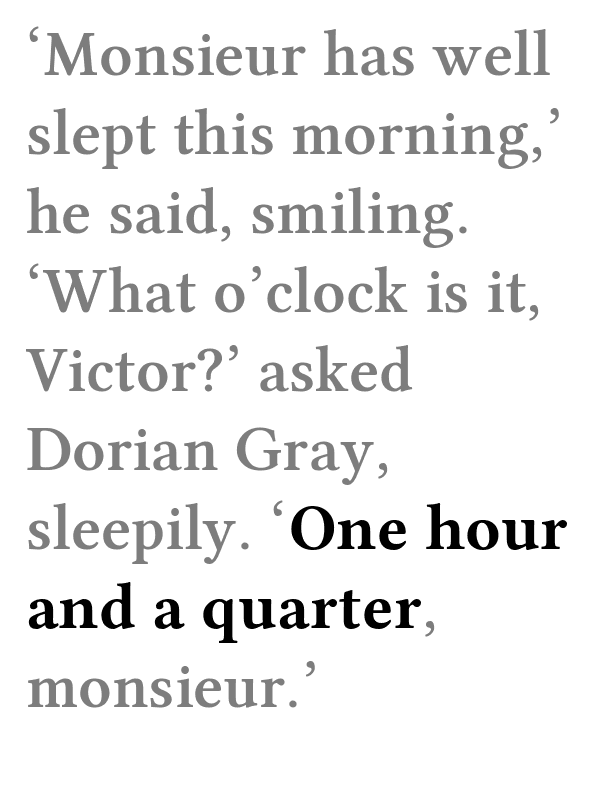 ‘Monsieur has well
slept this morning,’
he said, smiling.
‘What o’clock is it,
Victor?’ asked
Dorian Gray,
sleepily. ‘One hour
and a quarter,
monsieur.’